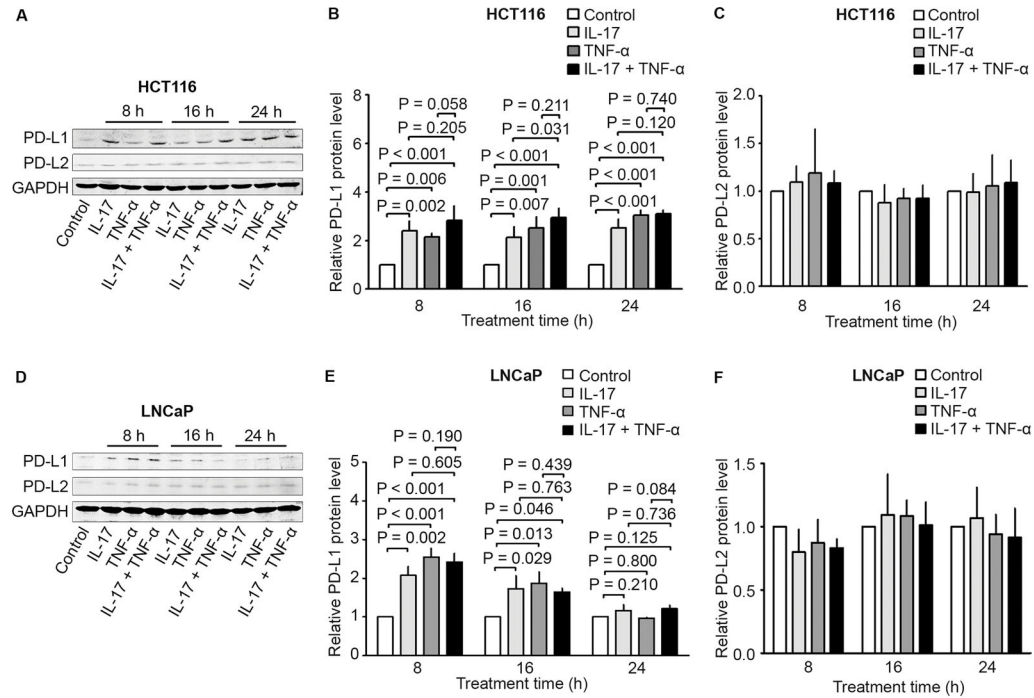 A
HCT116
8 h 16 h 24 h
PD-L1
PD-L2
GAPDH
Control
IL-17
TNF-α
IL-17 + TNF-α
IL-17
TNF-α
IL-17 + TNF-α
IL-17
TNF-α
IL-17 + TNF-α
B
HCT116
Control
IL-17
TNF-α
IL-17 + TNF-α
Relative PD-L1 protein level
8
6
4
2
0
P = 0.058
P = 0.205
P < 0.001
P = 0.006
P = 0.002
P = 0.211
P = 0.031
P < 0.001
P = 0.001
P = 0.007
P = 0.740
P = 0.120
P < 0.001
P < 0.001
P < 0.001
8 16 24
Treatment time (h)
C
HCT116
Control
IL-17
TNF-α
IL-17 + TNF-α
Relative PD-L2 protein level
2.0
1.5
1.0
0.5
0.0
8 16 24
Treatment time (h)
D
LNCaP
8 h 16 h 24 h
PD-L1
PD-L2
GAPDH
Control
IL-17
TNF-α
IL-17 + TNF-α
IL-17
TNF-α
IL-17 + TNF-α
IL-17
TNF-α
IL-17 + TNF-α
E
LNCaP
Control
IL-17
TNF-α
IL-17 + TNF-α
Relative PD-L1 protein level
5
4
3
2
1
0
P = 0.190
P = 0.605
P < 0.001
P < 0.001
P = 0.002
P = 0.439
P = 0.763
P = 0.046
P = 0.013
P = 0.029
P = 0.084
P = 0.736
P = 0.125
P = 0.800
P = 0.210
8 16 24
Treatment time (h)
F
LNCaP
Control
IL-17
TNF-α
IL-17 + TNF-α
Relative PD-L2 protein level
1.5
1.0
0.5
0.0
8 16 24
Treatment time (h)